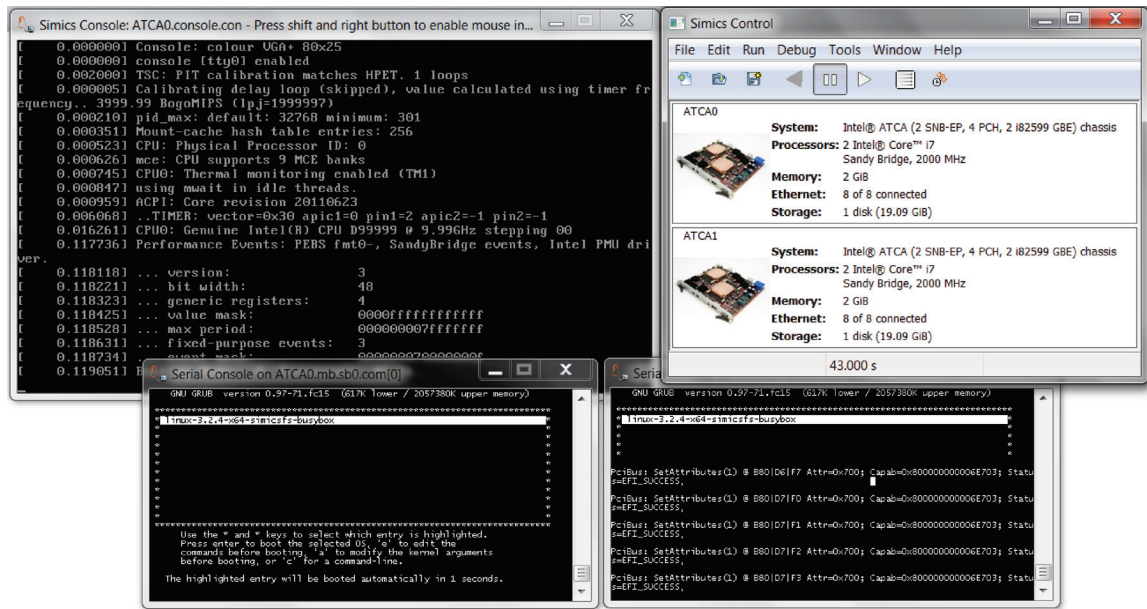 Simics Console: ATCA0.console.con - Press shift and right button to enable mouse in...
[    0.000000] Console: colour VGA+ 80x25
[    0.000000] console [tty0] enabled
[    0.002000] TSC: PIT calibration matches HPET. 1 loops
[    0.000005] Calibrating delay loop (skipped), value calculated using timer fr
equency.. 3999.99 BogoMIPS (lpj=1999997)
[    0.000210] pid_max: default: 32768 minimum: 301
[    0.000351] Mount-cache hash table entries: 256
[    0.000523] CPU: Physical Processor ID: 0
[    0.000626] mce: CPU supports 9 MCE banks
[    0.000745] CPU0: Thermal monitoring enabled (TM1)
[    0.000847] using mwait in idle threads.
[    0.000959] ACPI: Core revision 20110623
[    0.006068] ..TIMER: vector=0x30 apic1=0 pin1=2 apic2=-1 pin2=-1
[    0.016261] CPU0: Genuine Intel(R) CPU D99999 @ 9.99GHz stepping 00
[    0.117736] Performance Events: PEBS fmt0-, SandyBridge events, Intel PMU dri
ver.
[    0.118118] ... version:                3
[    0.118221] ... bit width:              48
[    0.118323] ... generic registers:      4
[    0.118425] ... value mask:             0000ffffffffffff
[    0.118528] ... max period:             000000007fffffff
[    0.118631] ... fixed-purpose events:   3
[    0.118734] ... event mask:             000000070000000f
[    0.119051] B
Simics Control
File Edit Run Debug Tools Window Help
ATCA0
System: Intel® ATCA (2 SNB-EP, 4 PCH, 2 i82599 GBE) chassis
Processors: 2 Intel® Core™ i7
Sandy Bridge, 2000 MHz
Memory: 2 GiB
Ethernet: 8 of 8 connected
Storage: 1 disk (19.09 GiB)
ATCA1
System: Intel® ATCA (2 SNB-EP, 4 PCH, 2 i82599 GBE) chassis
Processors: 2 Intel® Core™ i7
Sandy Bridge, 2000 MHz
Memory: 2 GiB
Ethernet: 8 of 8 connected
Storage: 1 disk (19.09 GiB)
43.000 s
Serial Console on ATCA0.mb.sb0.com[0]
GNU GRUB  version 0.97-71.fc15  (617K lower / 2057380K upper memory)
linux-3.2.4-x64-simicsfs-busybox
Use the * and * keys to select which entry is highlighted.
Press enter to boot the selected OS, 'e' to edit the
commands before booting, 'a' to modify the kernel arguments
before booting, or 'c' for a command-line.
The highlighted entry will be booted automatically in 1 seconds.
Seria
GNU GRUB  version 0.97-71.fc15  (617K lower / 2057380K upper memory)
linux-3.2.4-x64-simicsfs-busybox
PciBus: SetAttributes(1) @ B80|D6|F7 Attr=0x700; Capab=0x800000000006E703; Statu
s=EFI_SUCCESS,
PciBus: SetAttributes(1) @ B80|D7|F0 Attr=0x700; Capab=0x800000000006E703; Statu
s=EFI_SUCCESS,
PciBus: SetAttributes(1) @ B80|D7|F1 Attr=0x700; Capab=0x800000000006E703; Statu
s=EFI_SUCCESS,
PciBus: SetAttributes(1) @ B80|D7|F2 Attr=0x700; Capab=0x800000000006E703; Statu
s=EFI_SUCCESS,
PciBus: SetAttributes(1) @ B80|D7|F3 Attr=0x700; Capab=0x800000000006E703; Statu
s=EFI_SUCCESS,